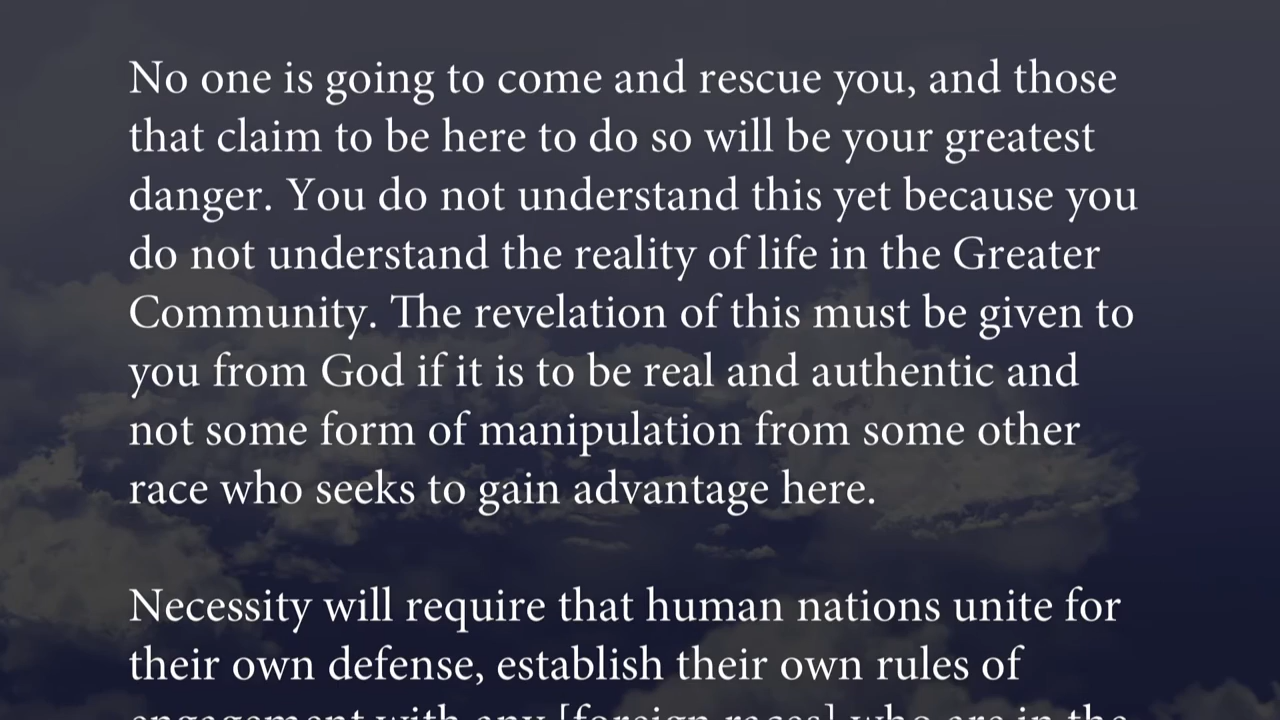 No one is going to come and rescue you, and those
that claim to be here to do so will be your greatest
danger. You do not understand this yet because you
do not understand the reality of life in the Greater
Community. The revelation of this must be given to
you from God if it is to be real and authentic and
not some form of manipulation from some other
race who seeks to gain advantage here.
Necessity will require that human nations unite for
their own defense, establish their own rules of
engagement with any [foreign races] who are in the